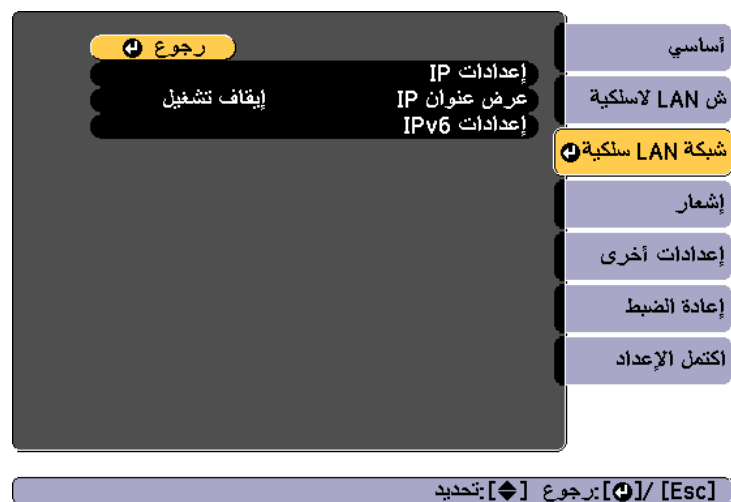 أساسي
ش LAN لاسلكية
شبكة LAN سلكية
إشعار
إعدادات أخرى
إعادة الضبط
اكتمل الإعداد
رجوع
إعدادات IP
عرض عنوان IP إيقاف تشغيل
إعدادات IPv6
[Esc] /[⏎]:رجوع [◆]:تحديد